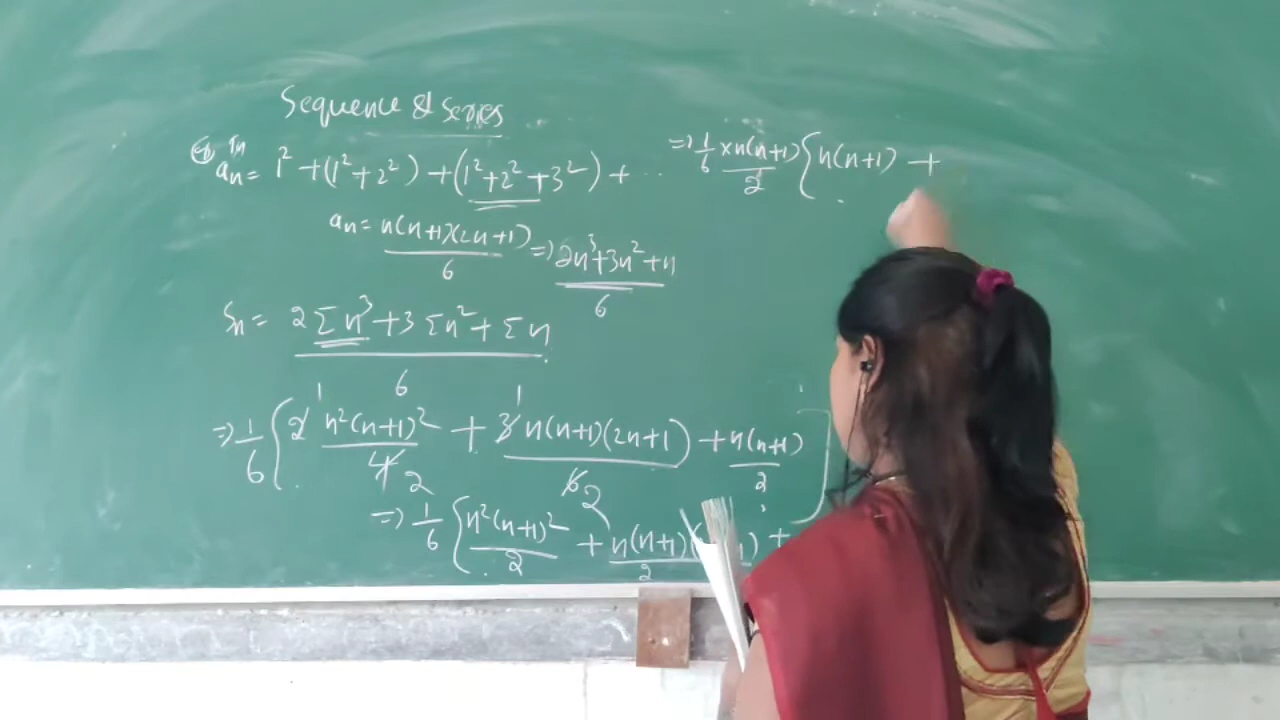 Sequence & Series
Tn
an = 1² + (1² + 2²) + (1² + 2² + 3²) + ...
an = n(n+1)(2n+1)/6 => 2n³+3n²+n/6
Sn = 2Σn³ + 3Σn² + Σn/6
=> 1/6 { 2 1 n²(n+1)²/4 2 + 3 1 n(n+1)(2n+1)/6 2 + n(n+1)/2 }
=> 1/6 { n²(n+1)²/2 + n(n+1)(/2 +
=> 1/6 × n(n+1)/2 { n(n+1) +